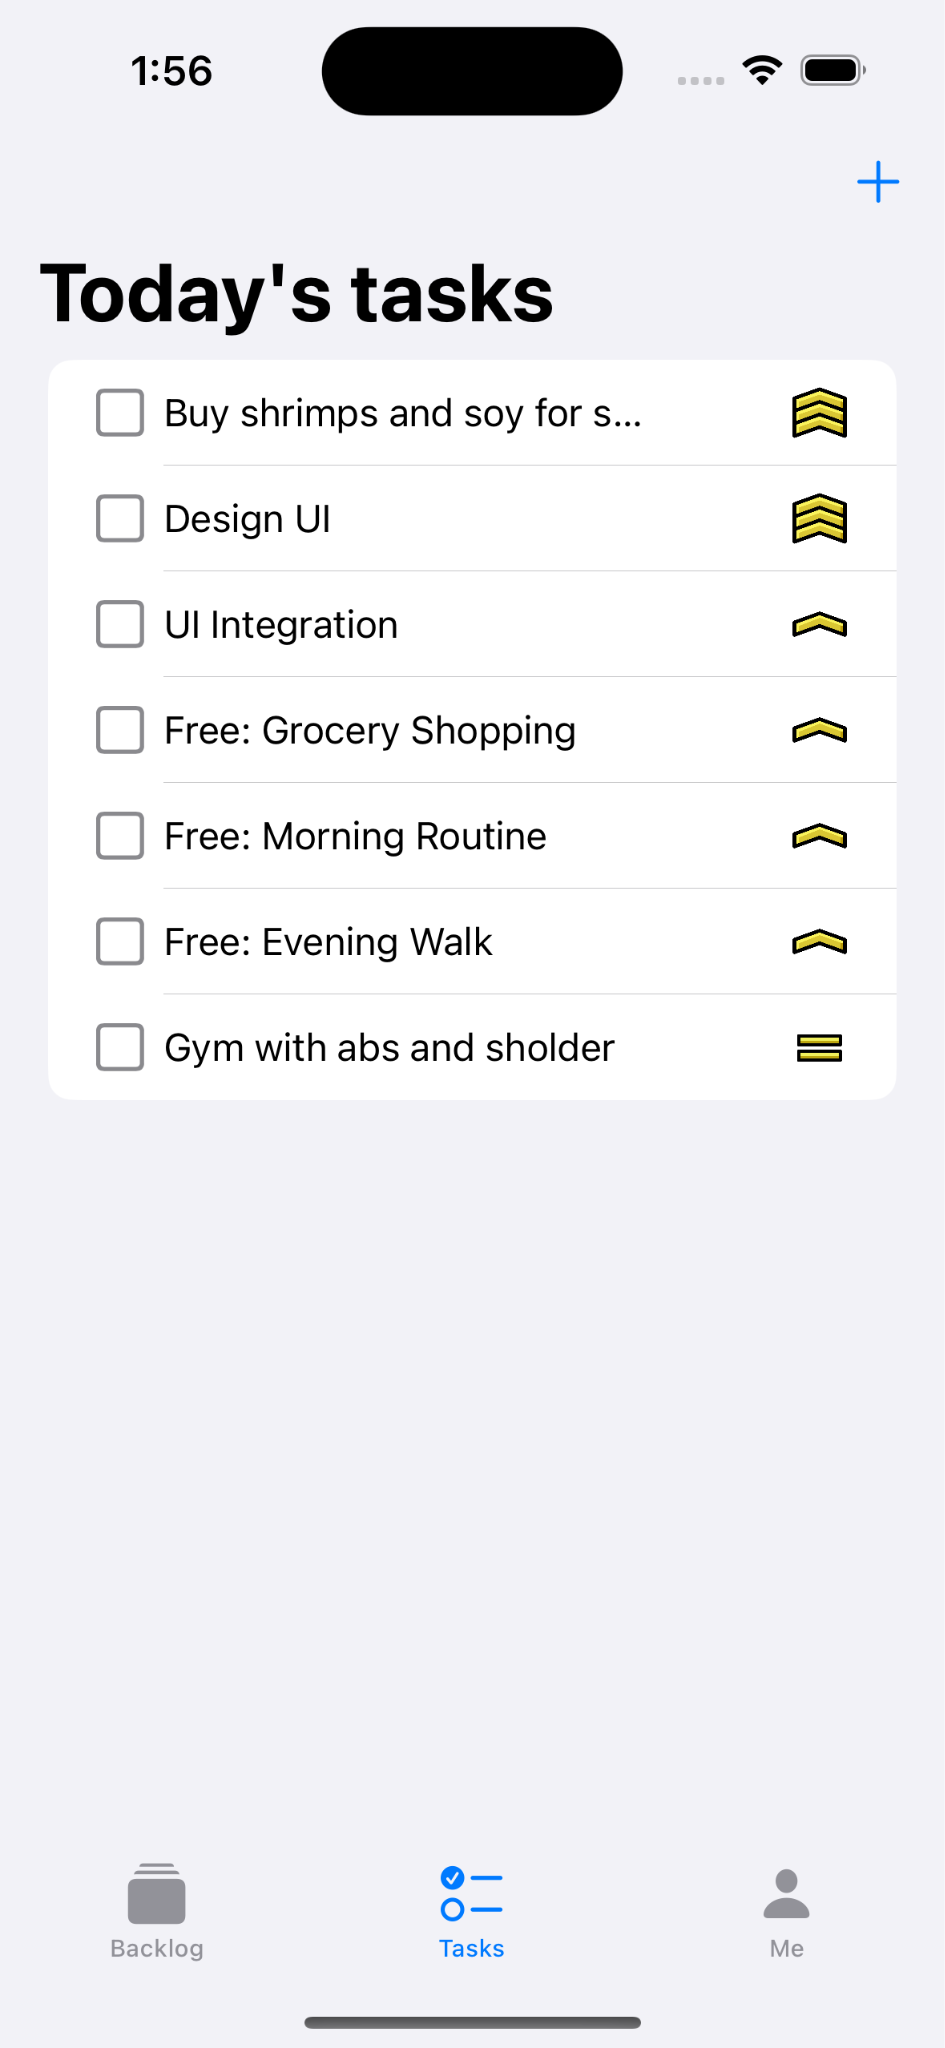 1:56
Today's tasks
Buy shrimps and soy for s...
Design UI
UI Integration
Free: Grocery Shopping
Free: Morning Routine
Free: Evening Walk
Gym with abs and sholder
Backlog
Tasks
Me